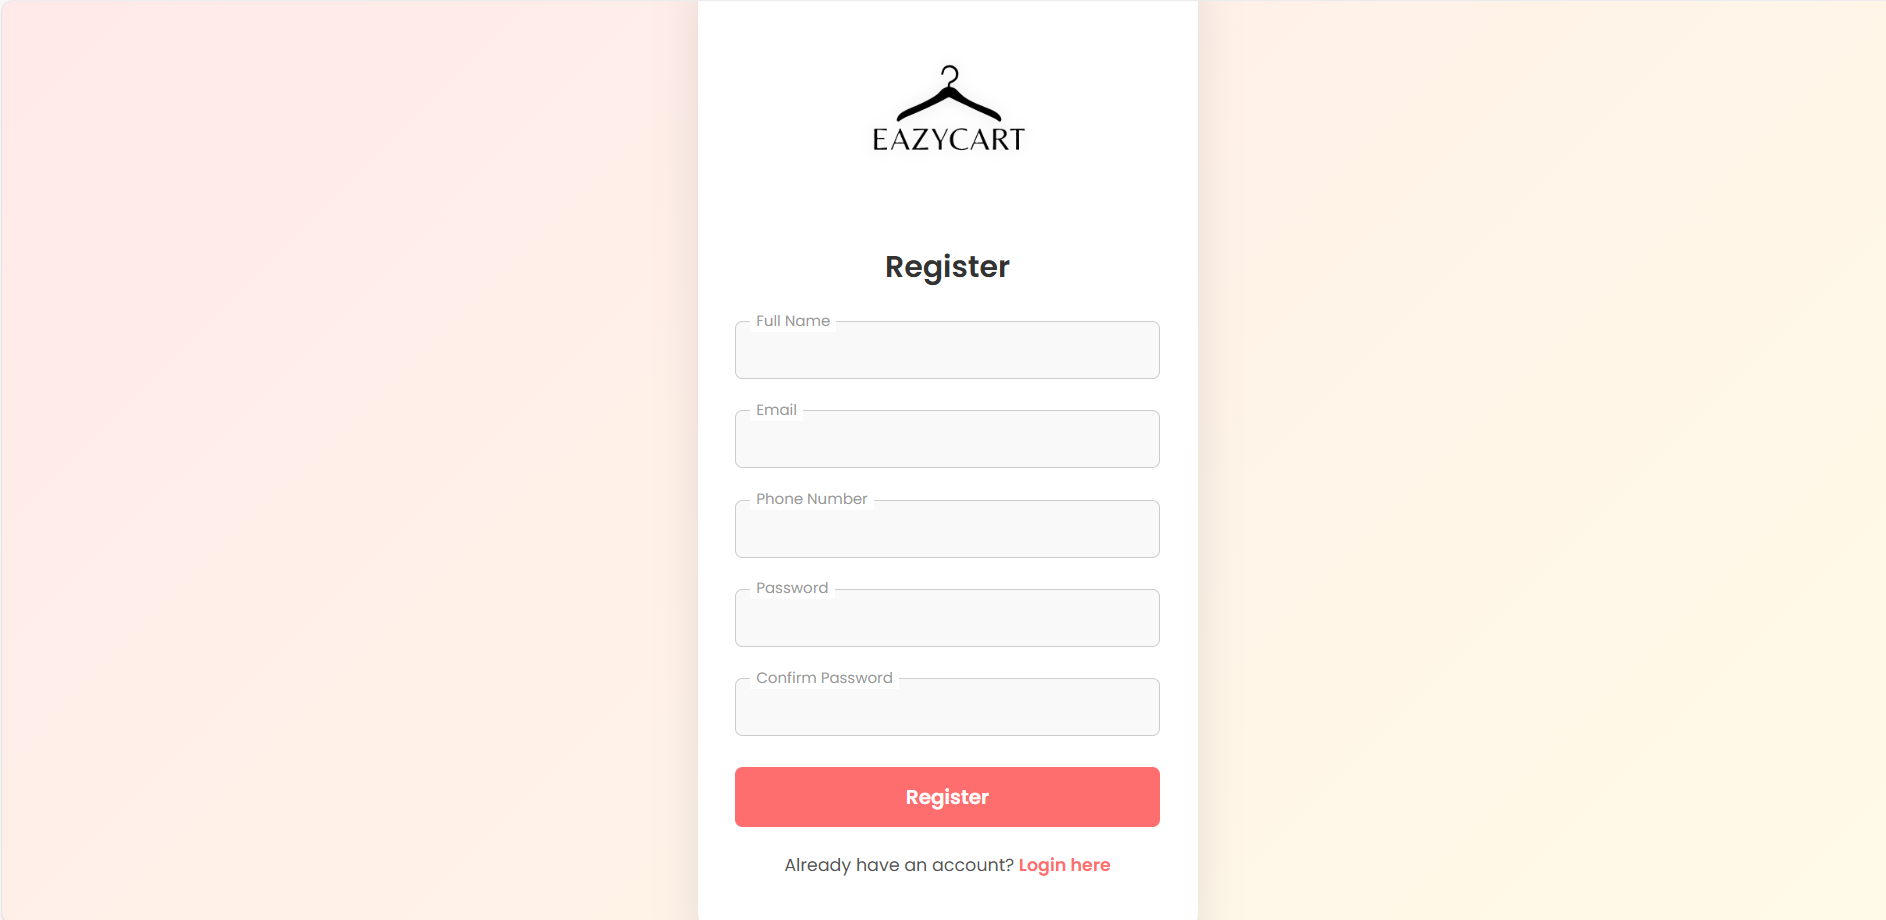 EAZYCART
Register
Full Name
Email
Phone Number
Password
Confirm Password
Register
Already have an account? Login here